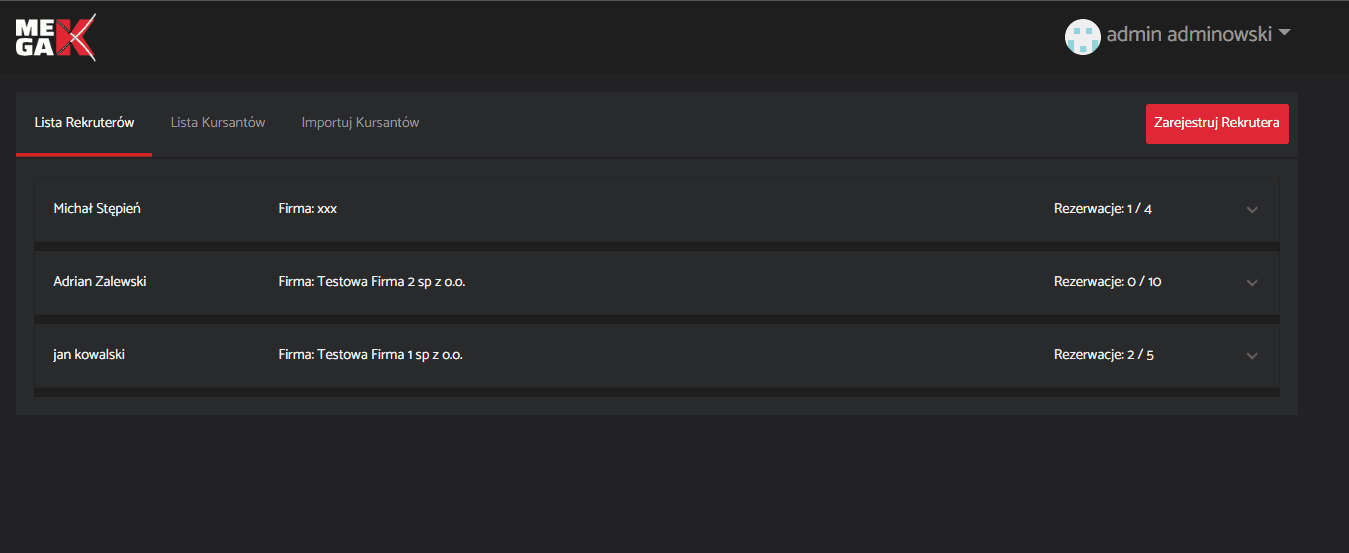 MEGAK
admin adminowski
Lista Rekruterów Lista Kursantów Importuj Kursantów Zarejestruj Rekrutera
Michał Stępień Firma: xxx Rezerwacje: 1 / 4
Adrian Zalewski Firma: Testowa Firma 2 sp z o.o. Rezerwacje: 0 / 10
jan kowalski Firma: Testowa Firma 1 sp z o.o. Rezerwacje: 2 / 5